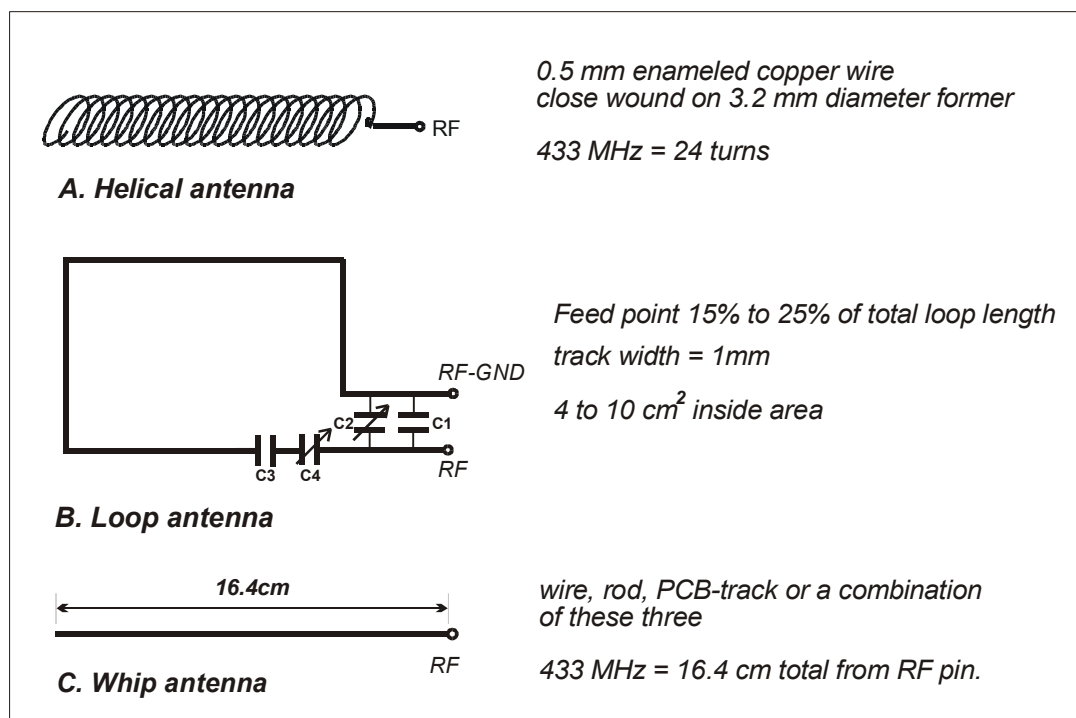 0.5 mm enameled copper wire
close wound on 3.2 mm diameter former
RF
433 MHz = 24 turns
A. Helical antenna
Feed point 15% to 25% of total loop length
track width = 1mm
RF-GND
4 to 10 cm² inside area
C2
C1
C3
C4
RF
B. Loop antenna
16.4cm
wire, rod, PCB-track or a combination
of these three
RF
433 MHz = 16.4 cm total from RF pin.
C. Whip antenna